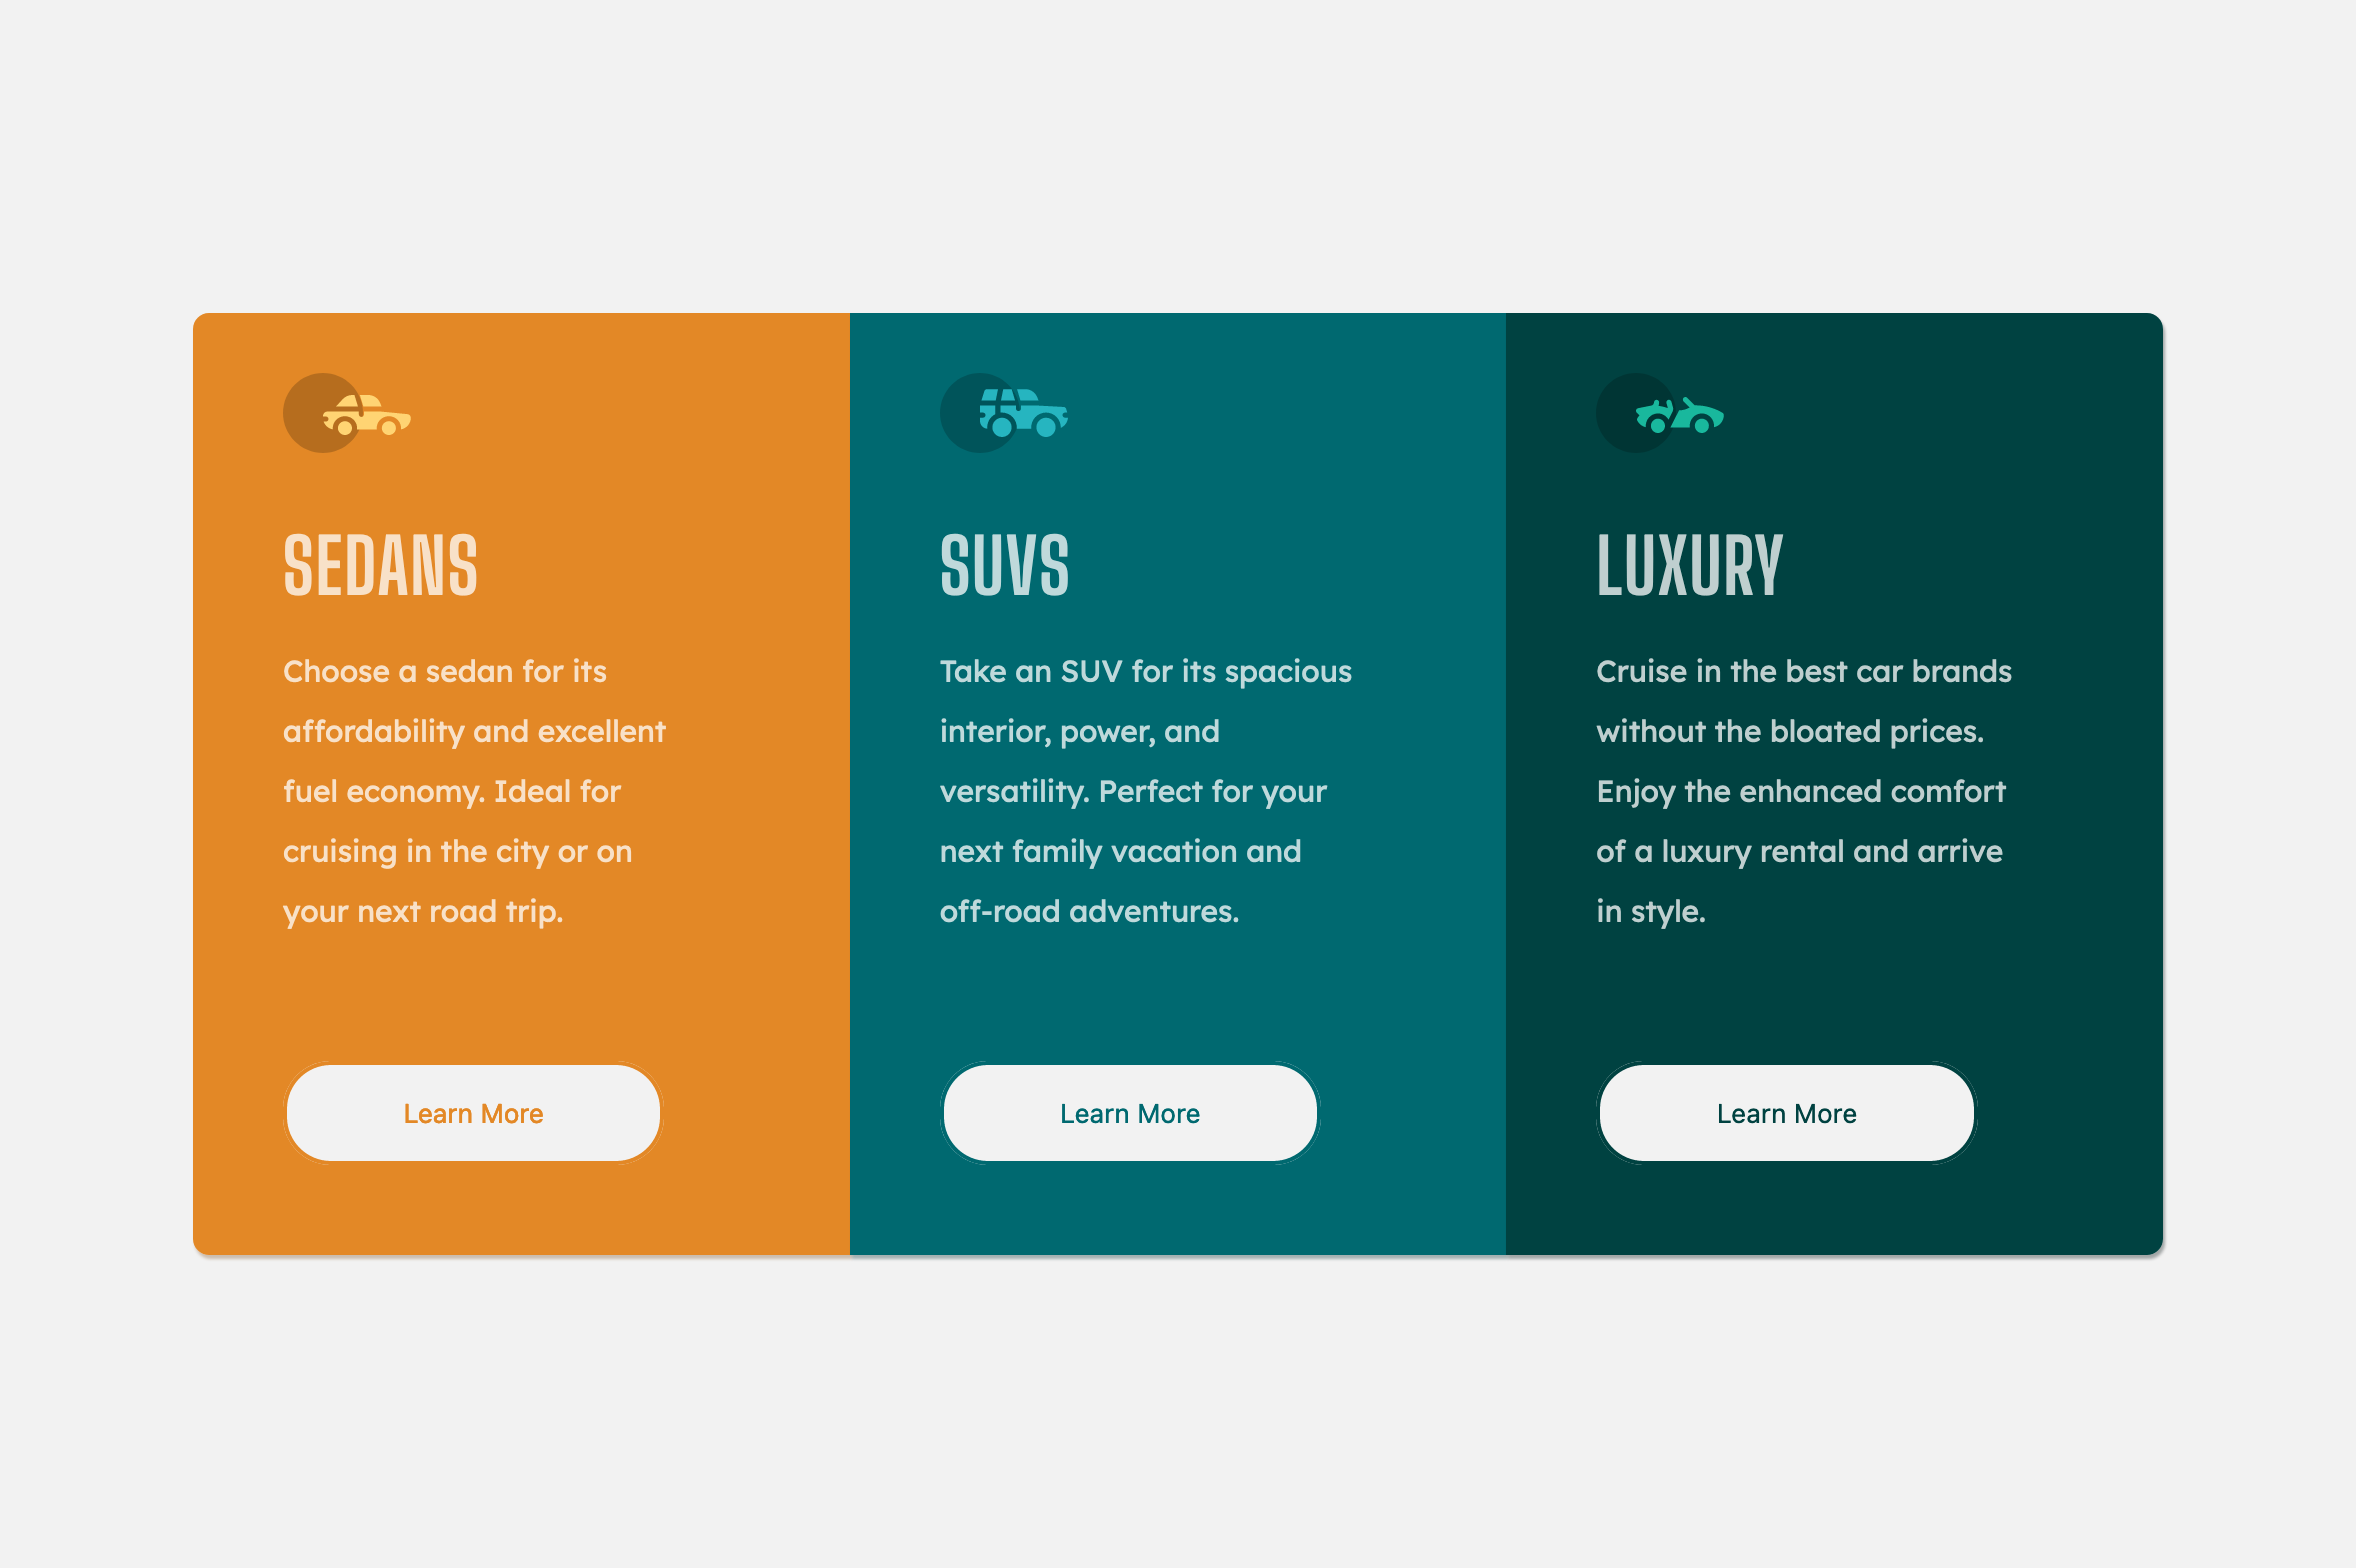 SEDANS
Choose a sedan for its
affordability and excellent
fuel economy. Ideal for
cruising in the city or on
your next road trip.
Learn More
SUVS
Take an SUV for its spacious
interior, power, and
versatility. Perfect for your
next family vacation and
off-road adventures.
Learn More
LUXURY
Cruise in the best car brands
without the bloated prices.
Enjoy the enhanced comfort
of a luxury rental and arrive
in style.
Learn More